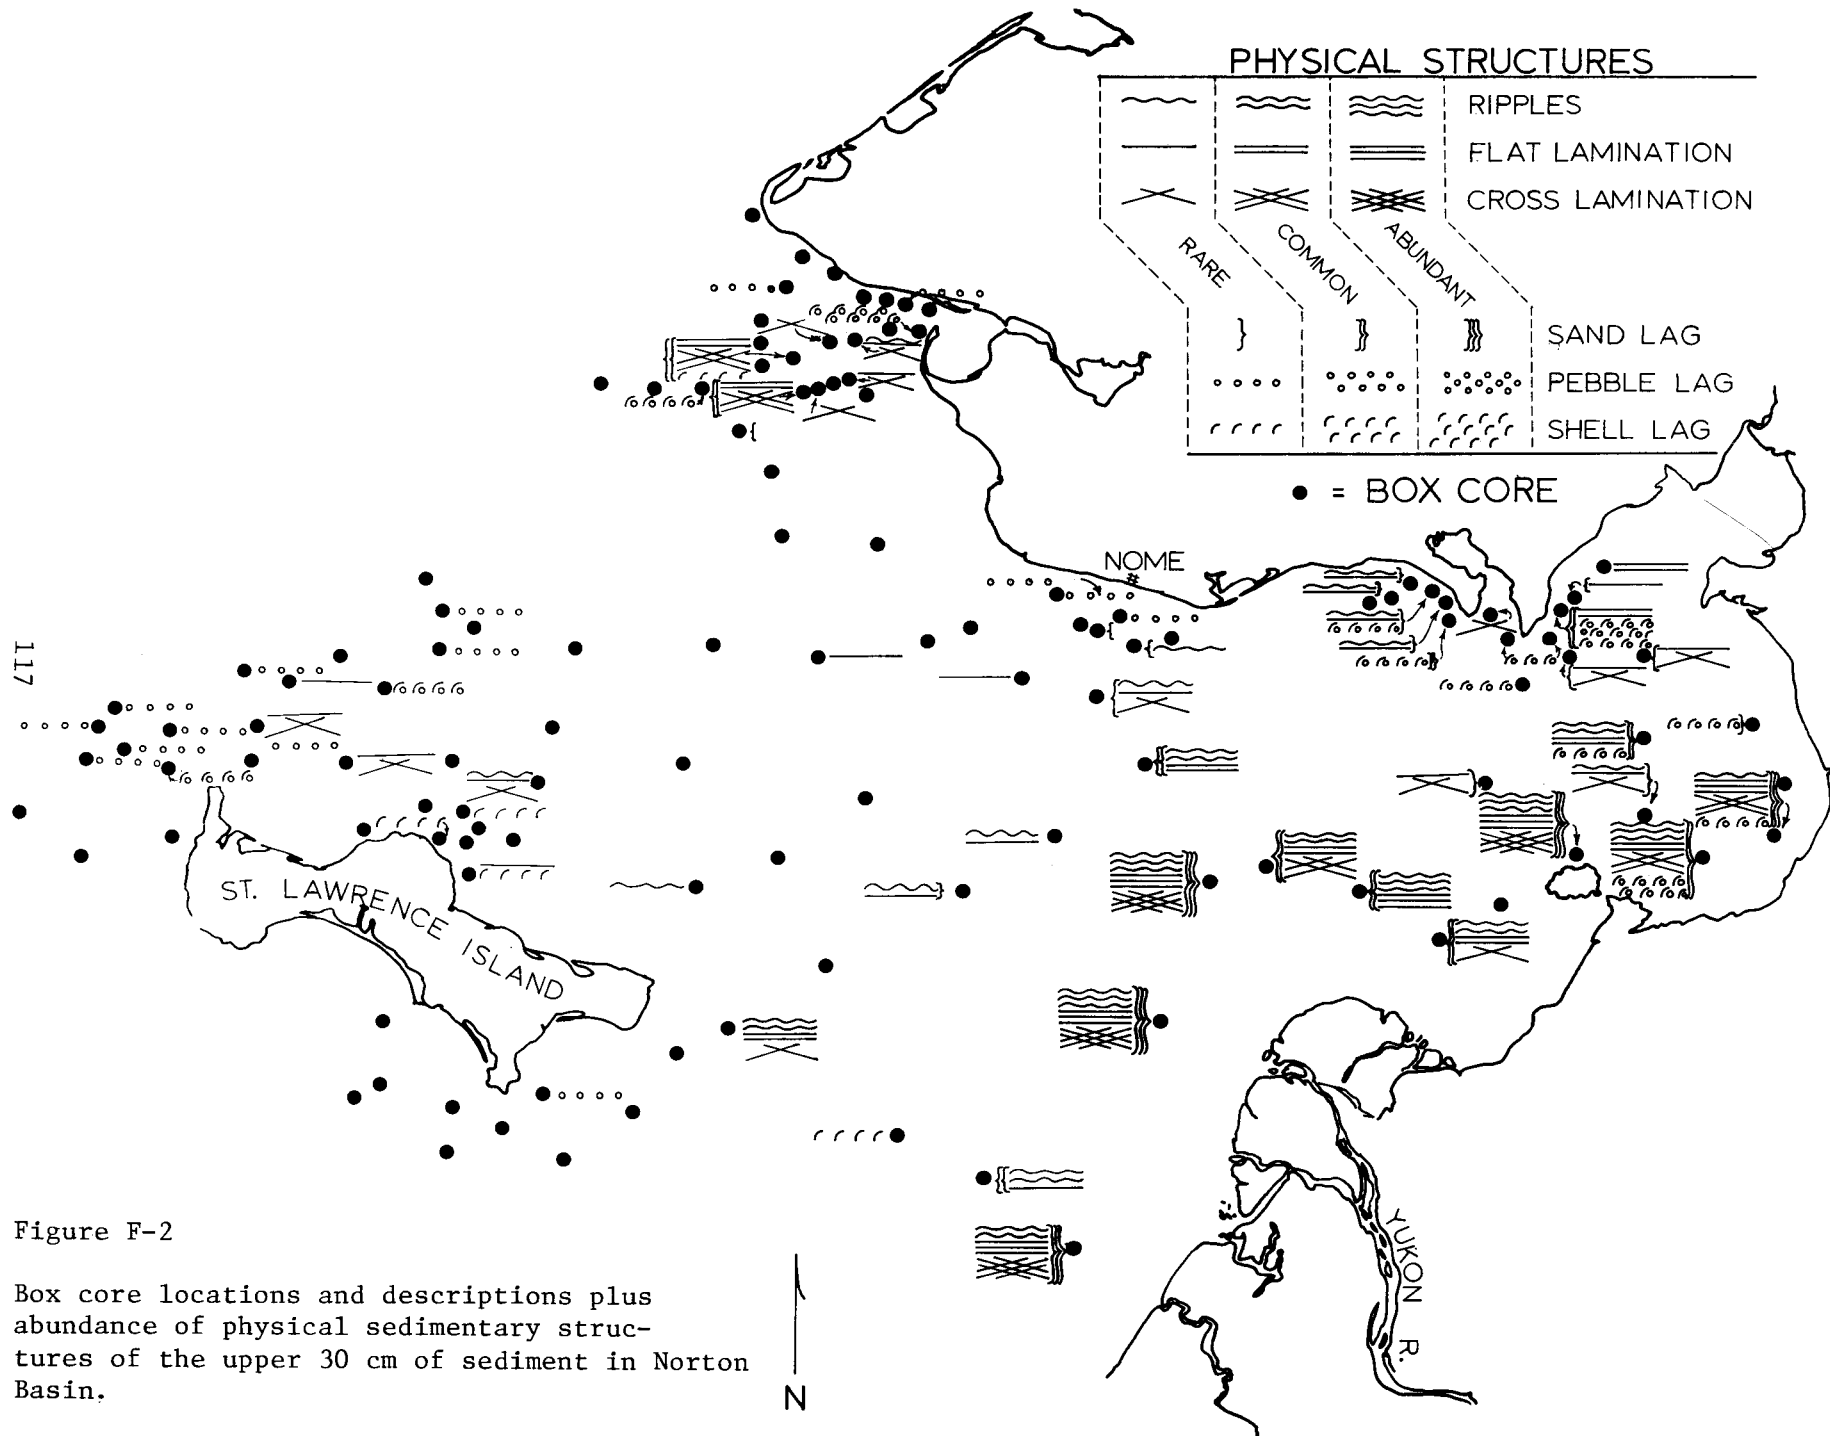 PHYSICAL STRUCTURES
RIPPLES
FLAT LAMINATION
CROSS LAMINATION
RARE
COMMON
ABUNDANT
SAND LAG
PEBBLE LAG
SHELL LAG
= BOX CORE
NOME
#
ST. LAWRENCE ISLAND
YUKON R.
117
Figure F-2
Box core locations and descriptions plus
abundance of physical sedimentary struc-
tures of the upper 30 cm of sediment in Norton
Basin.
N